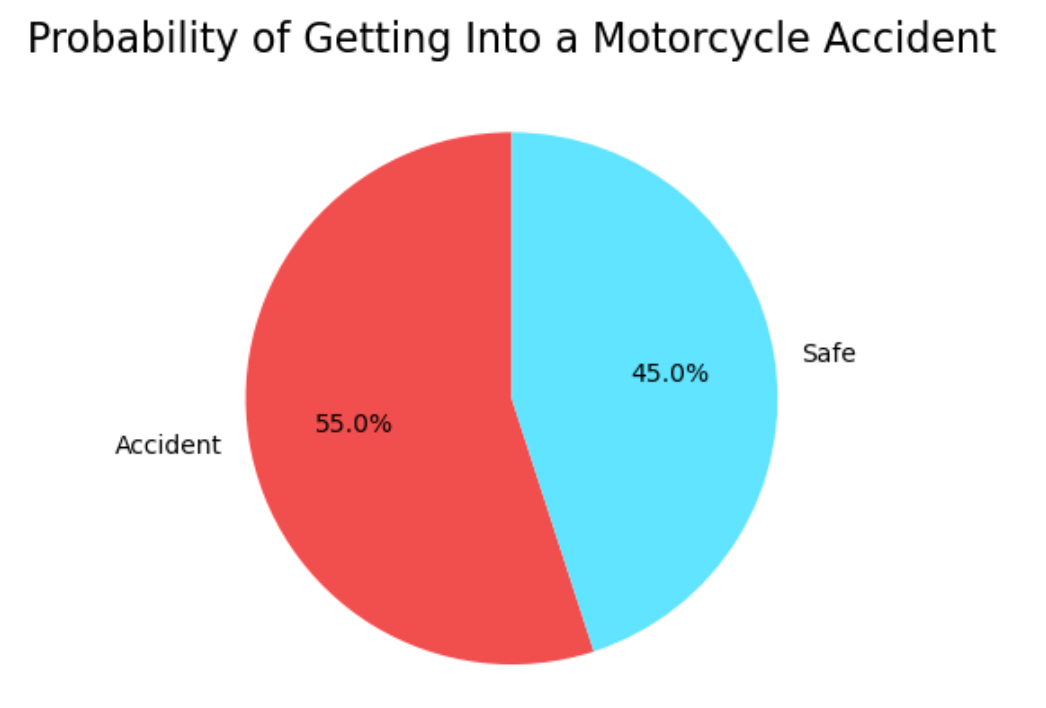 Probability of Getting Into a Motorcycle Accident
Safe
45.0%
55.0%
Accident